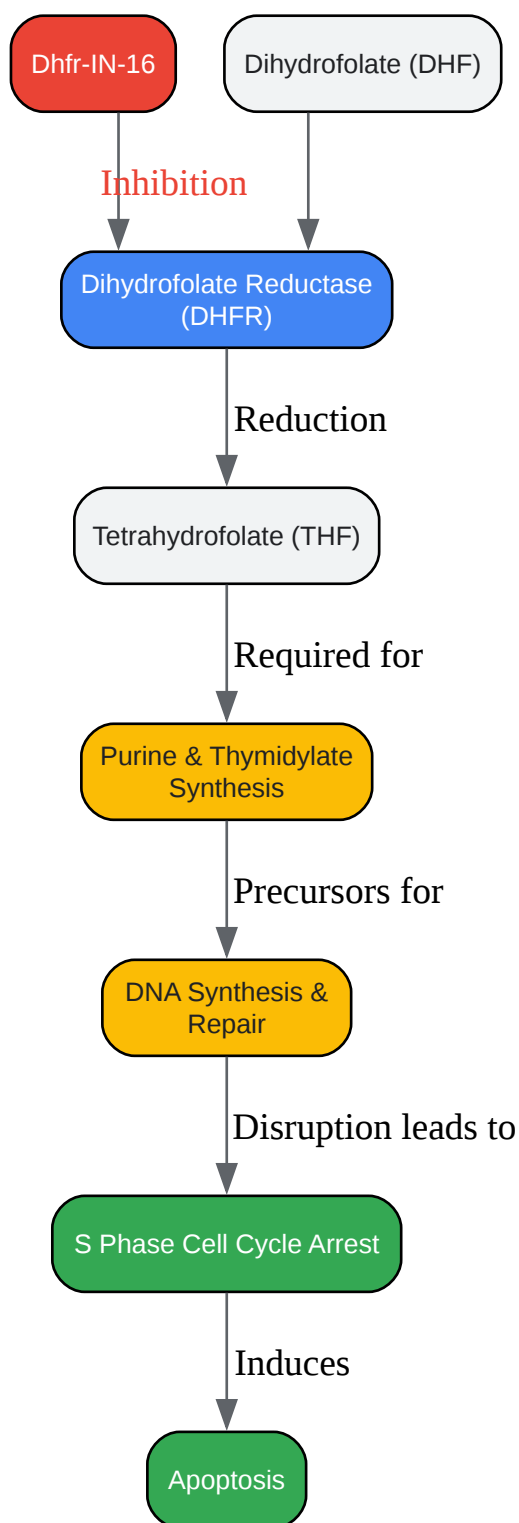 Dhfr-IN-16
Dihydrofolate (DHF)
Inhibition
Dihydrofolate Reductase
(DHFR)
Reduction
Tetrahydrofolate (THF)
Required for
Purine & Thymidylate
Synthesis
Precursors for
DNA Synthesis &
Repair
Disruption leads to
S Phase Cell Cycle Arrest
Induces
Apoptosis